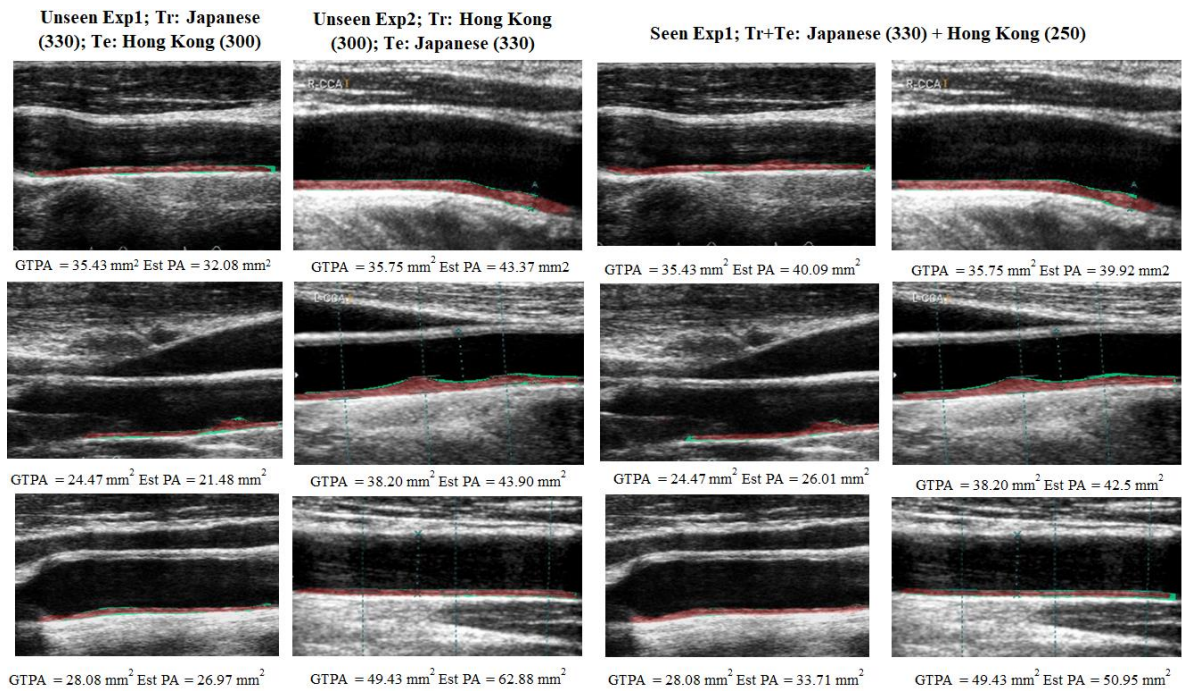 Unseen Exp1; Tr: Japanese
(330); Te: Hong Kong (300)
Unseen Exp2; Tr: Hong Kong
(300); Te: Japanese (330)
Seen Exp1; Tr+Te: Japanese (330) + Hong Kong (250)
R-CCA T
R-CCA T
GTPA = 35.43 mm² Est PA = 32.08 mm²
GTPA = 35.75 mm² Est PA = 43.37 mm2
GTPA = 35.43 mm² Est PA = 40.09 mm²
GTPA = 35.75 mm² Est PA = 39.92 mm2
L-CCA T
L-CCA T
GTPA = 24.47 mm² Est PA = 21.48 mm²
GTPA = 38.20 mm² Est PA = 43.90 mm²
GTPA = 24.47 mm² Est PA = 26.01 mm²
GTPA = 38.20 mm² Est PA = 42.5 mm²
GTPA = 28.08 mm² Est PA = 26.97 mm²
GTPA = 49.43 mm² Est PA = 62.88 mm²
GTPA = 28.08 mm² Est PA = 33.71 mm²
GTPA = 49.43 mm² Est PA = 50.95 mm²